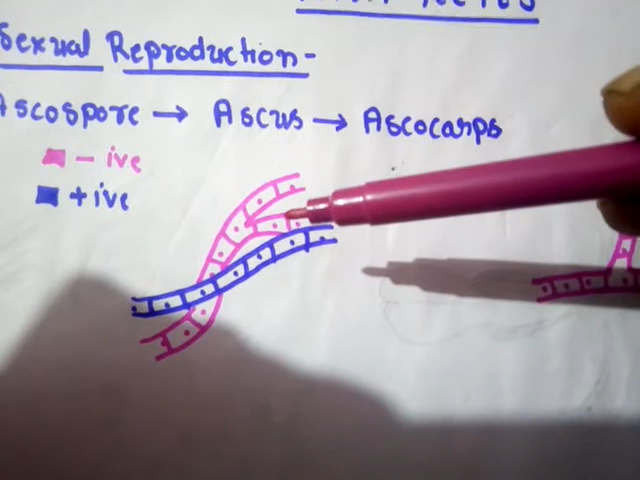 Sexual Reproduction-
Ascospore → Ascus → Ascocarps
- ive
+ive